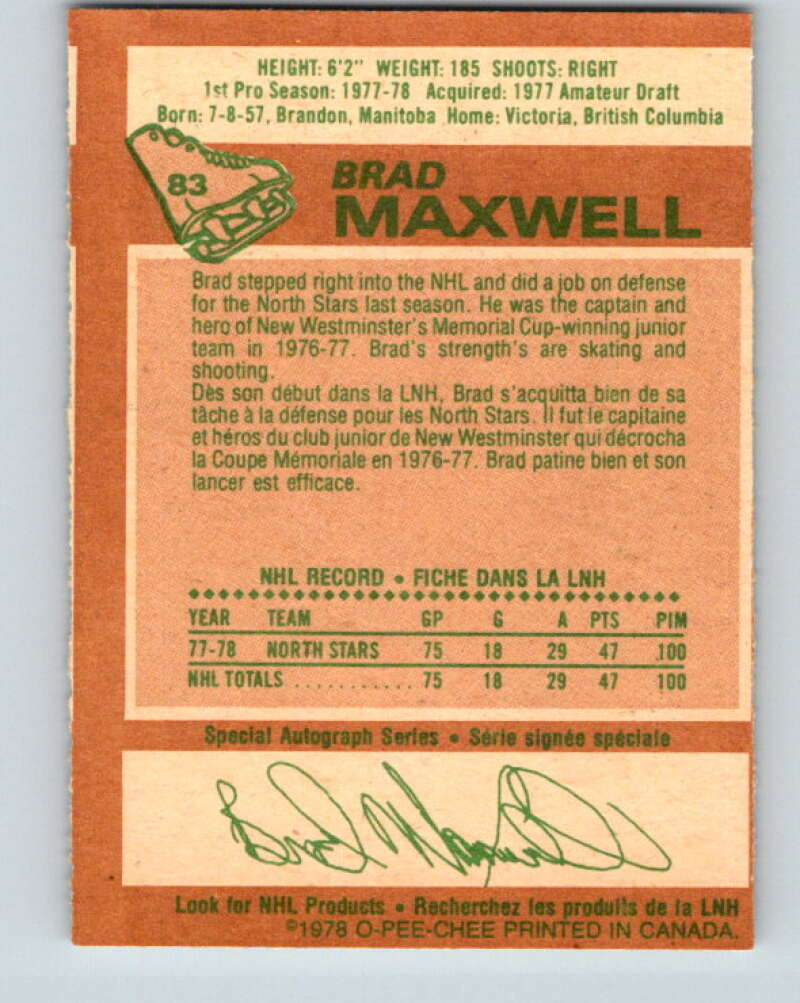 HEIGHT: 6'2" WEIGHT: 185 SHOOTS: RIGHT
1st Pro Season: 1977-78 Acquired: 1977 Amateur Draft
Born: 7-8-57, Brandon, Manitoba Home: Victoria, British Columbia
83
BRAD
MAXWELL
Brad stepped right into the NHL and did a job on defense
for the North Stars last season. He was the captain and
hero of New Westminster's Memorial Cup-winning junior
team in 1976-77. Brad's strength's are skating and
shooting.
Dès son début dans la LNH, Brad s'acquitta bien de sa
tâche à la défense pour les North Stars. Il fut le capitaine
et héros du club junior de New Westminster qui décrocha
la Coupe Mémoriale en 1976-77. Brad patine bien et son
lancer est efficace.
NHL RECORD • FICHE DANS LA LNH
YEAR TEAM GP G A PTS PIM
77-78 NORTH STARS 75 18 29 47 100
NHL TOTALS ............ 75 18 29 47 100
Special Autograph Series • Série signée spéciale
Brad Maxwell
Look for NHL Products • Recherchez les produits de la LNH
©1978 O-PEE-CHEE PRINTED IN CANADA.